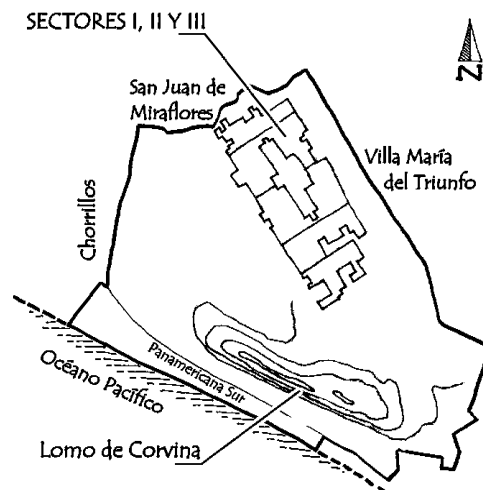 SECTORES I, II Y III
N
San Juan de
Miraflores
Villa María
del Triunfo
Chorrillos
Panamericana Sur
Océano Pacífico
Lomo de Corvina